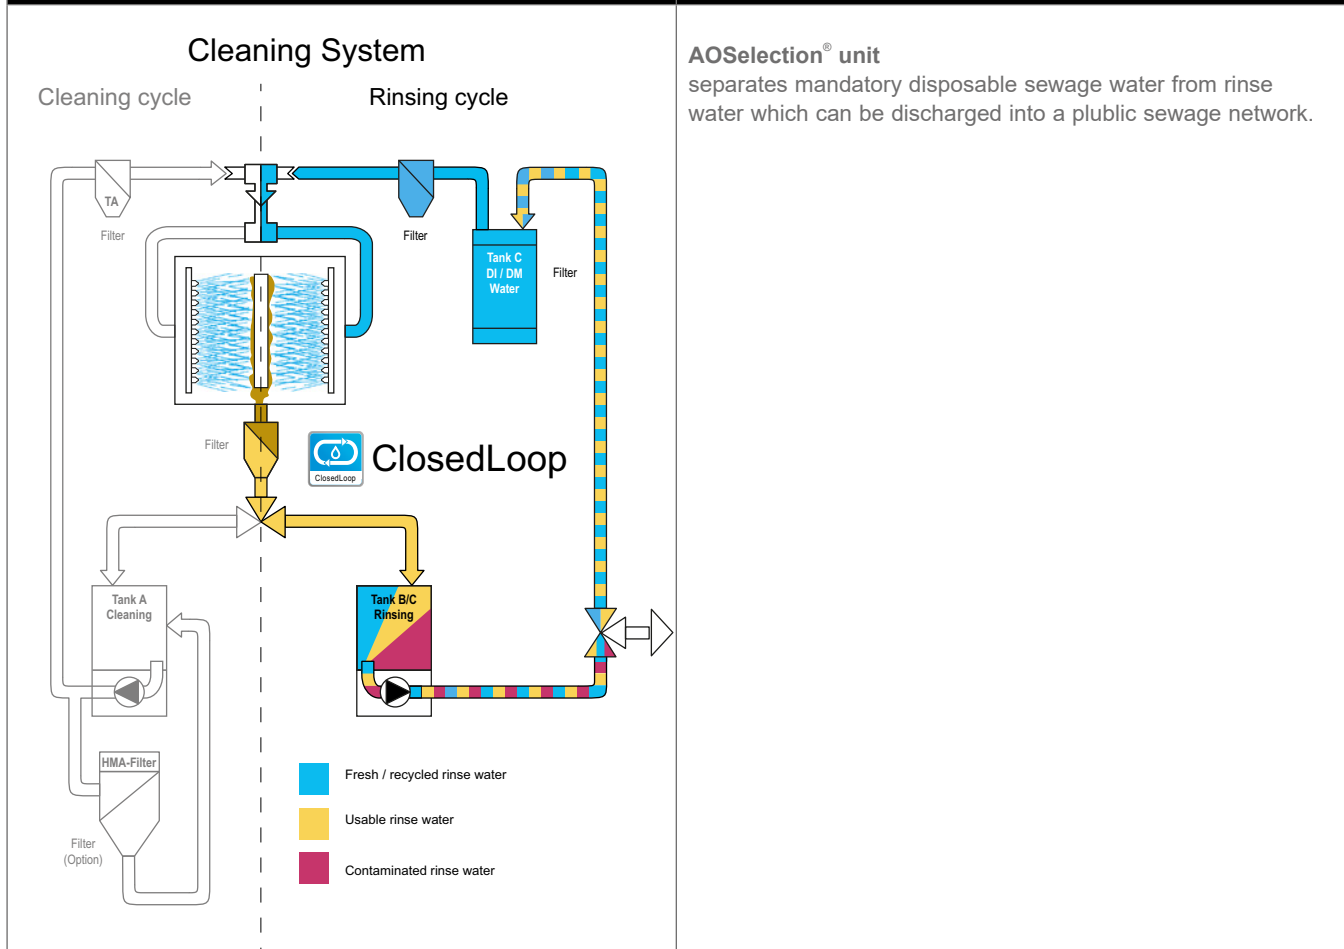 Cleaning System
Cleaning cycle
Rinsing cycle
TA
Filter
Filter
Tank C
DI / DM
Water
Filter
Filter
ClosedLoop
ClosedLoop
Tank A
Cleaning
Tank B/C
Rinsing
HMA-Filter
Filter
(Option)
Fresh / recycled rinse water
Usable rinse water
Contaminated rinse water
AOSelection® unit
separates mandatory disposable sewage water from rinse
water which can be discharged into a plublic sewage network.